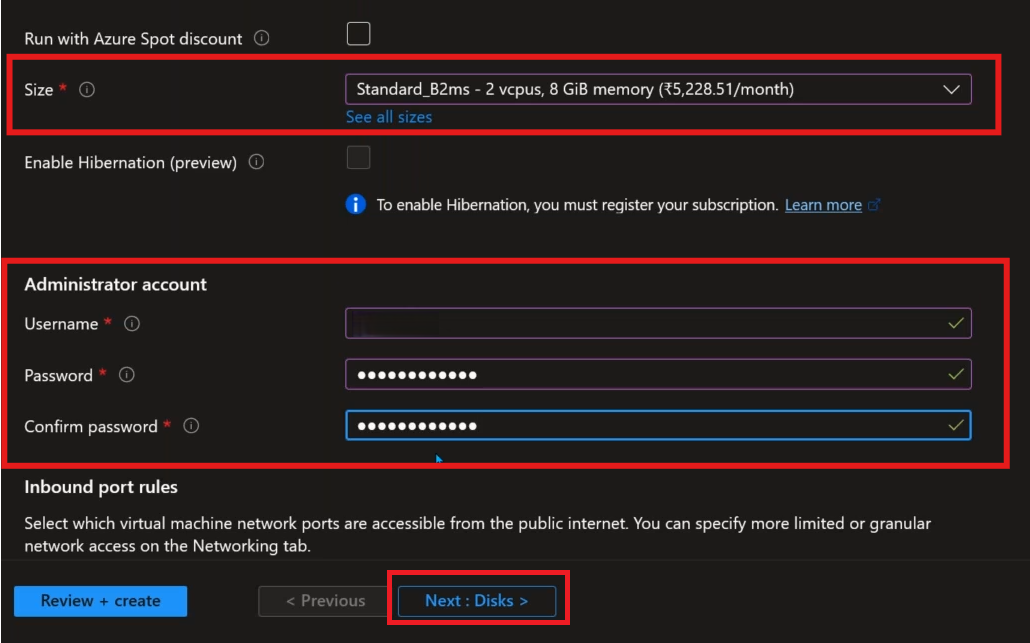 Run with Azure Spot discount
Size *
Standard_B2ms - 2 vcpus, 8 GiB memory (₹5,228.51/month)
See all sizes
Enable Hibernation (preview)
To enable Hibernation, you must register your subscription. Learn more
Administrator account
Username *
Password *
●●●●●●●●●●●●
Confirm password *
●●●●●●●●●●●●
Inbound port rules
Select which virtual machine network ports are accessible from the public internet. You can specify more limited or granular
network access on the Networking tab.
Review + create
< Previous
Next : Disks >